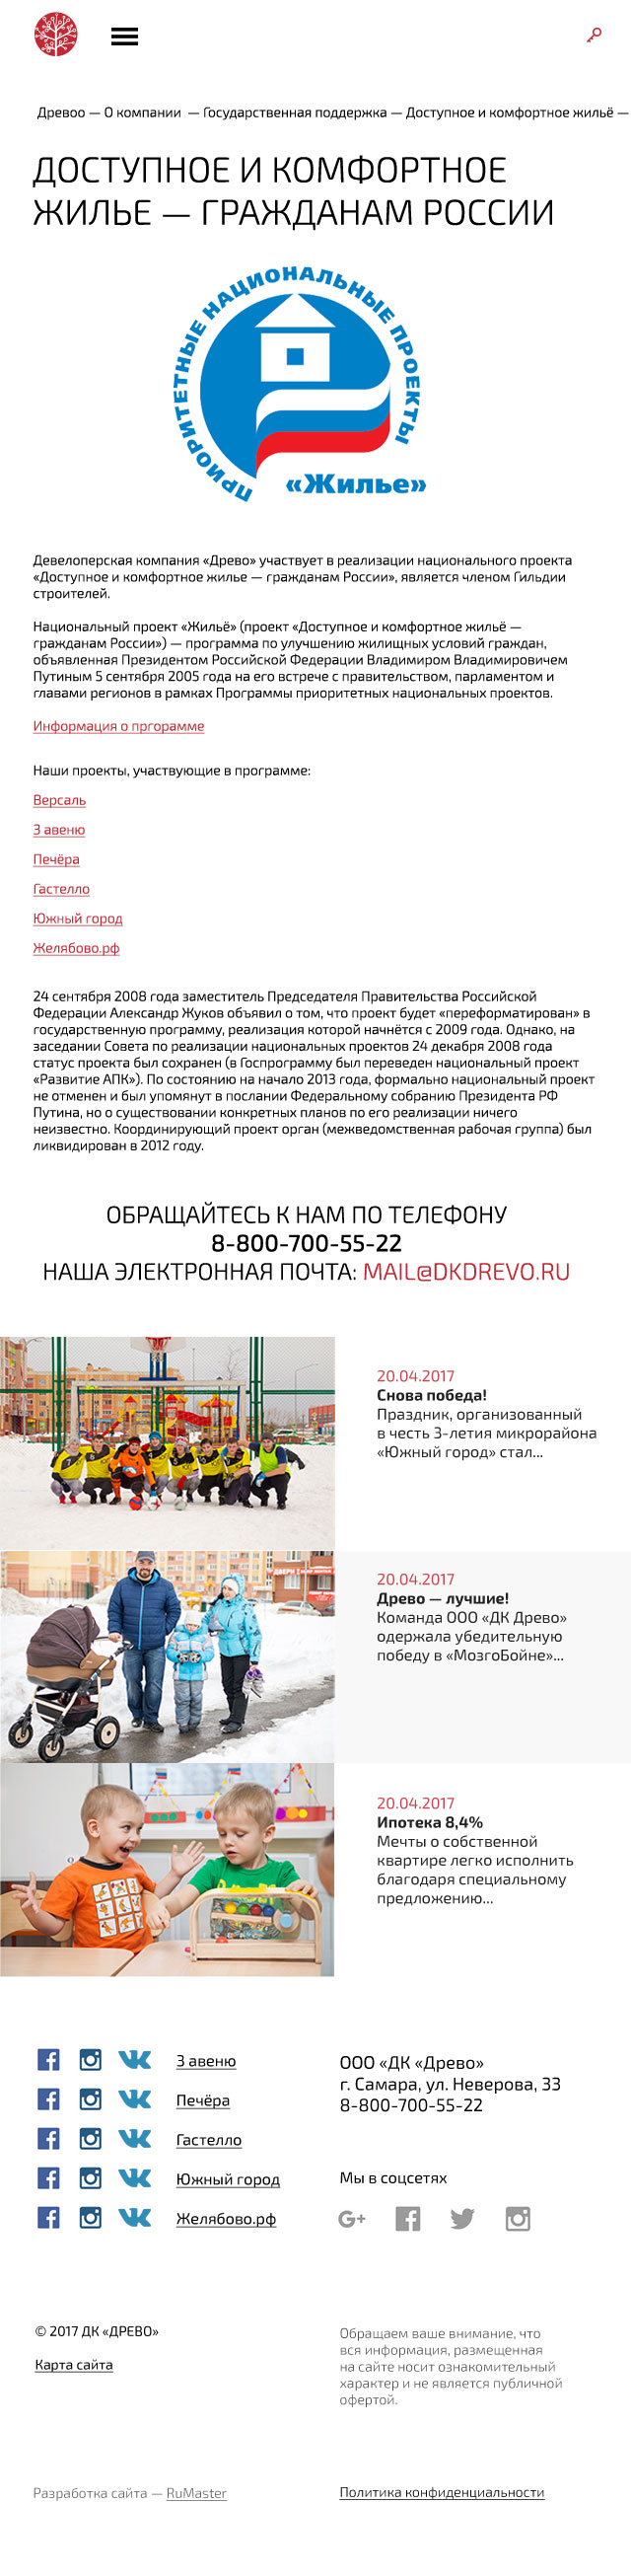 Древоо — О компании — Государственная поддержка — Доступное и комфортное жильё —
ДОСТУПНОЕ И КОМФОРТНОЕ
ЖИЛЬЕ — ГРАЖДАНАМ РОССИИ
ПРИОРИТЕТНЫЕ НАЦИОНАЛЬНЫЕ ПРОЕКТЫ
«Жилье»
Девелоперская компания «Древо» участвует в реализации национального проекта
«Доступное и комфортное жилье — гражданам России», является членом Гильдии
строителей.
Национальный проект «Жильё» (проект «Доступное и комфортное жильё —
гражданам России») — программа по улучшению жилищных условий граждан,
объявленная Президентом Российской Федерации Владимиром Владимировичем
Путиным 5 сентября 2005 года на его встрече с правительством, парламентом и
главами регионов в рамках Программы приоритетных национальных проектов.
Информация о пргорамме
Наши проекты, участвующие в программе:
Версаль
3 авеню
Печёра
Гастелло
Южный город
Желябово.рф
24 сентября 2008 года заместитель Председателя Правительства Российской
Федерации Александр Жуков объявил о том, что проект будет «переформатирован» в
государственную программу, реализация которой начнётся с 2009 года. Однако, на
заседании Совета по реализации национальных проектов 24 декабря 2008 года
статус проекта был сохранен (в Госпрограмму был переведен национальный проект
«Развитие АПК»). По состоянию на начало 2013 года, формально национальный проект
не отменен и был упомянут в послании Федеральному собранию Президента РФ
Путина, но о существовании конкретных планов по его реализации ничего
неизвестно. Координирующий проект орган (межведомственная рабочая группа) был
ликвидирован в 2012 году.
ОБРАЩАЙТЕСЬ К НАМ ПО ТЕЛЕФОНУ
8-800-700-55-22
НАША ЭЛЕКТРОННАЯ ПОЧТА: MAIL@DKDREVO.RU
20.04.2017
Снова победа!
Праздник, организованный
в честь 3-летия микрорайона
«Южный город» стал...
20.04.2017
Древо — лучшие!
Команда ООО «ДК Древо»
одержала убедительную
победу в «МозгоБойне»...
20.04.2017
Ипотека 8,4%
Мечты о собственной
квартире легко исполнить
благодаря специальному
предложению...
3 авеню
Печёра
Гастелло
Южный город
Желябово.рф
ООО «ДК «Древо»
г. Самара, ул. Неверова, 33
8-800-700-55-22
Мы в соцсетях
© 2017 ДК «ДРЕВО»
Карта сайта
Обращаем ваше внимание, что
вся информация, размещенная
на сайте носит ознакомительный
характер и не является публичной
офертой.
Разработка сайта — RuMaster
Политика конфиденциальности